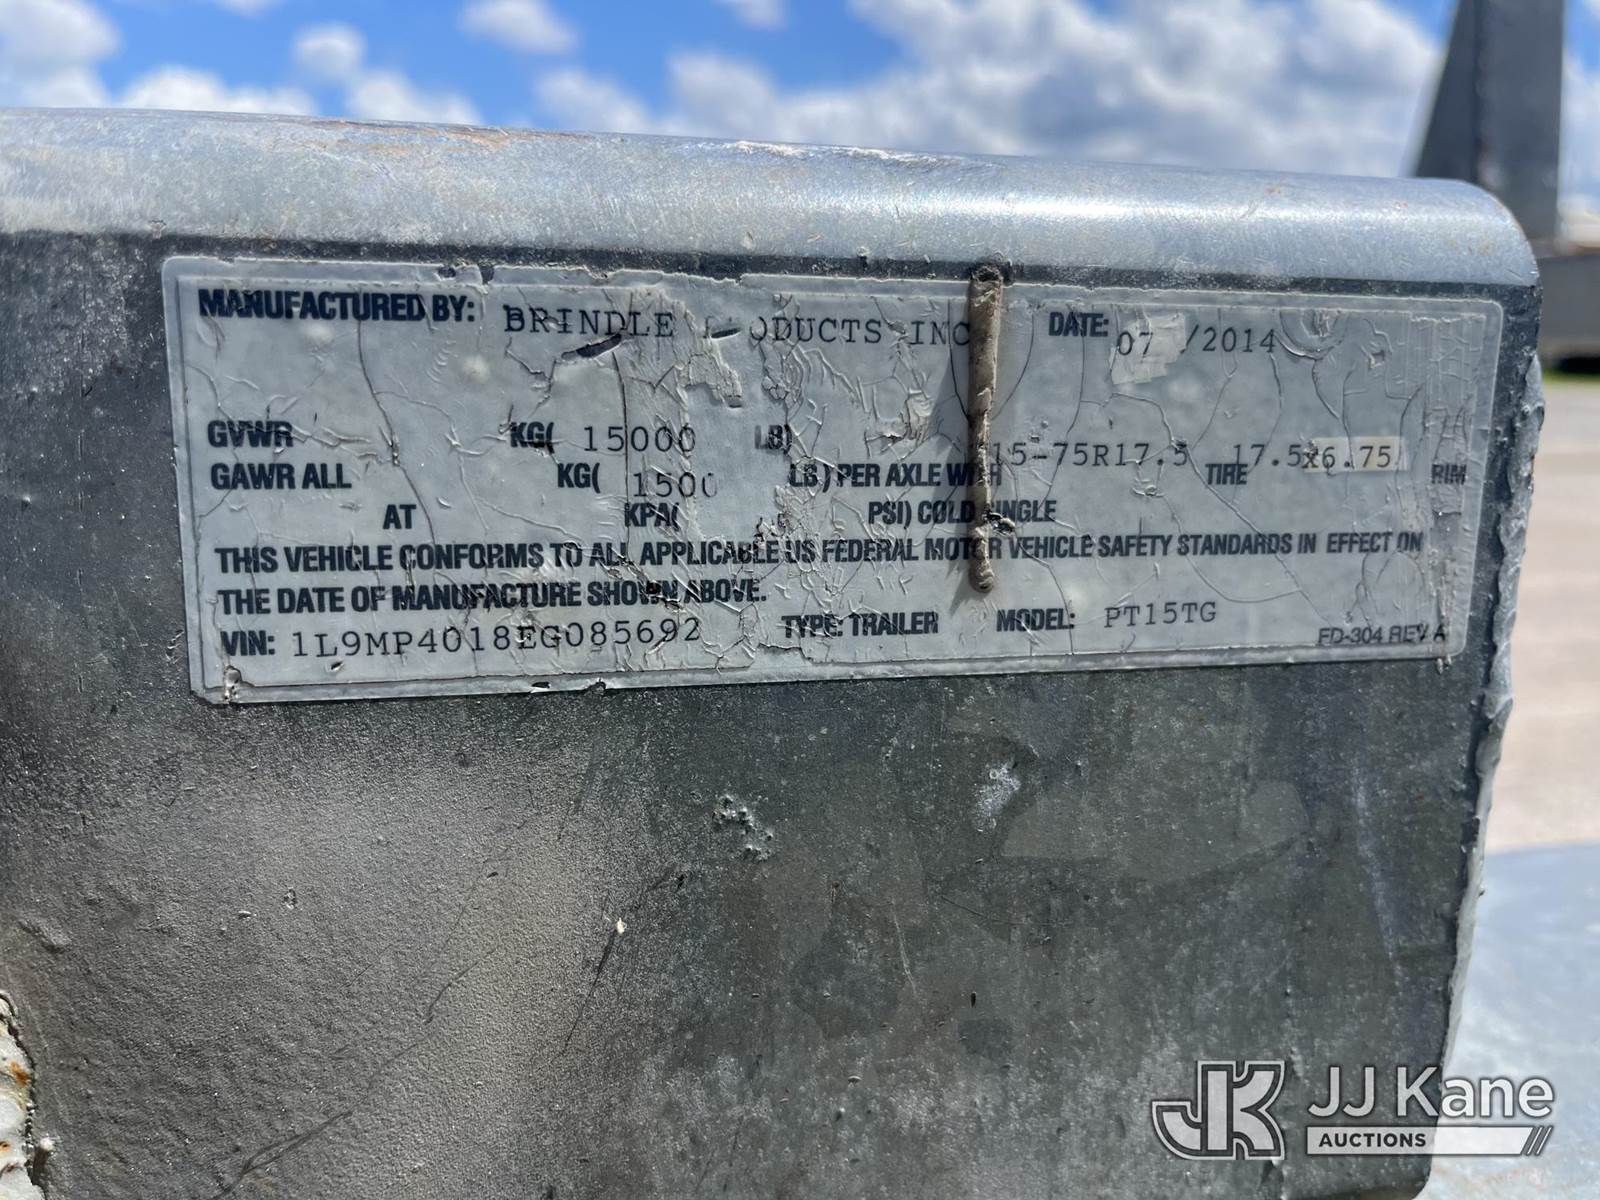 MANUFACTURED BY: BRINDLE INC DATE: 07 /2014
GVWR KG( 15000 LB)
GAWR ALL KG( LB) PER AXLE WITH 15-75R17.5 TIRE 17.5X6.75 RIM
AT KPA( PSI) COLD SINGLE
THIS VEHICLE CONFORMS TO ALL APPLICABLE US FEDERAL MOTOR VEHICLE SAFETY STANDARDS IN EFFECT ON
THE DATE OF MANUFACTURE SHOWN ABOVE.
VIN: 1L9MP4018EG085692 TYPE: TRAILER MODEL: PT15TG
FD-304 REV A
JK JJ Kane
AUCTIONS